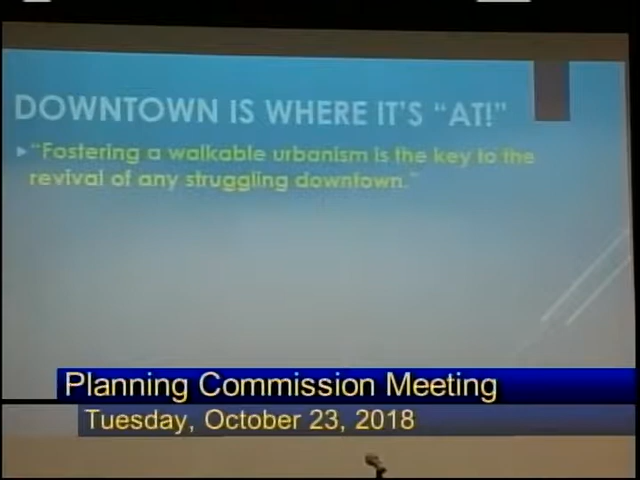 DOWNTOWN IS WHERE IT'S "AT!"
"Fostering a walkable urbanism is the key to the
revival of any struggling downtown."
Planning Commission Meeting
Tuesday, October 23, 2018